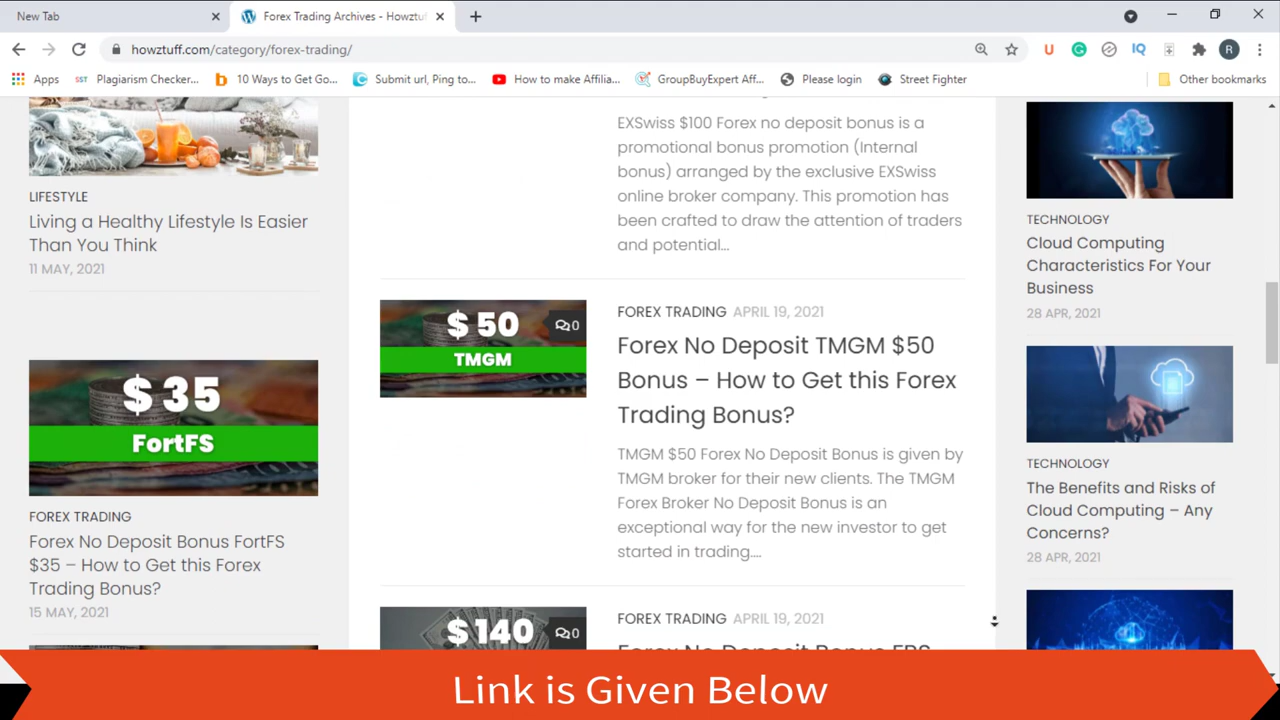 New Tab
Forex Trading Archives - Howztuf
howztuff.com/category/forex-trading/
R
Apps
SST Plagiarism Checker...
10 Ways to Get Go...
Submit url, Ping to...
How to make Affilia...
GroupBuyExpert Aff...
Please login
Street Fighter
Other bookmarks
LIFESTYLE
Living a Healthy Lifestyle Is Easier
Than You Think
11 MAY, 2021
$ 35
FortFS
FOREX TRADING
Forex No Deposit Bonus FortFS
$35 – How to Get this Forex
Trading Bonus?
15 MAY, 2021
EXSwiss $100 Forex no deposit bonus is a
promotional bonus promotion (Internal
bonus) arranged by the exclusive EXSwiss
online broker company. This promotion has
been crafted to draw the attention of traders
and potential...
$ 50
TMGM
0
FOREX TRADING APRIL 19, 2021
Forex No Deposit TMGM $50
Bonus – How to Get this Forex
Trading Bonus?
TMGM $50 Forex No Deposit Bonus is given by
TMGM broker for their new clients. The TMGM
Forex Broker No Deposit Bonus is an
exceptional way for the new investor to get
started in trading....
$ 140
0
FOREX TRADING APRIL 19, 2021
Forex No Deposit Bonus FBS
TECHNOLOGY
Cloud Computing
Characteristics For Your
Business
28 APR, 2021
TECHNOLOGY
The Benefits and Risks of
Cloud Computing – Any
Concerns?
28 APR, 2021
Link is Given Below